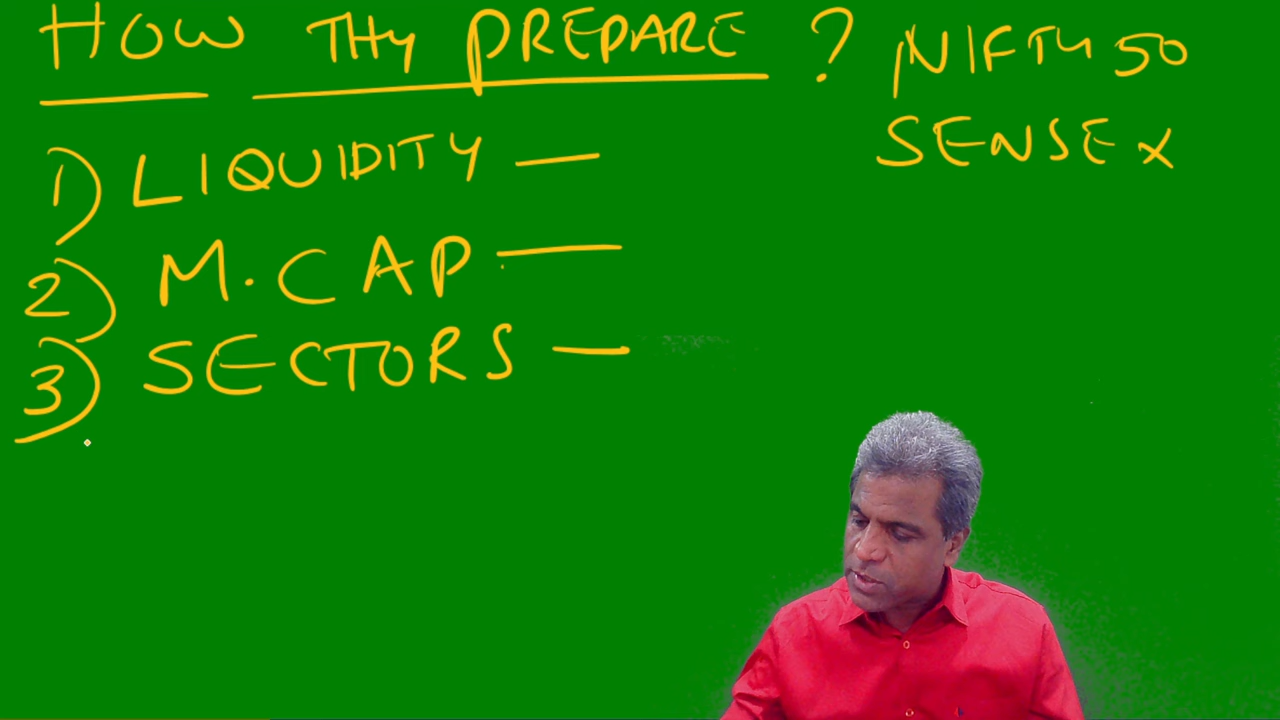 HOW THy PREPARE ? NIFTY 50
SENSEX
1) LIQUIDITY —
2) M.CAP —
3) SECTORS —